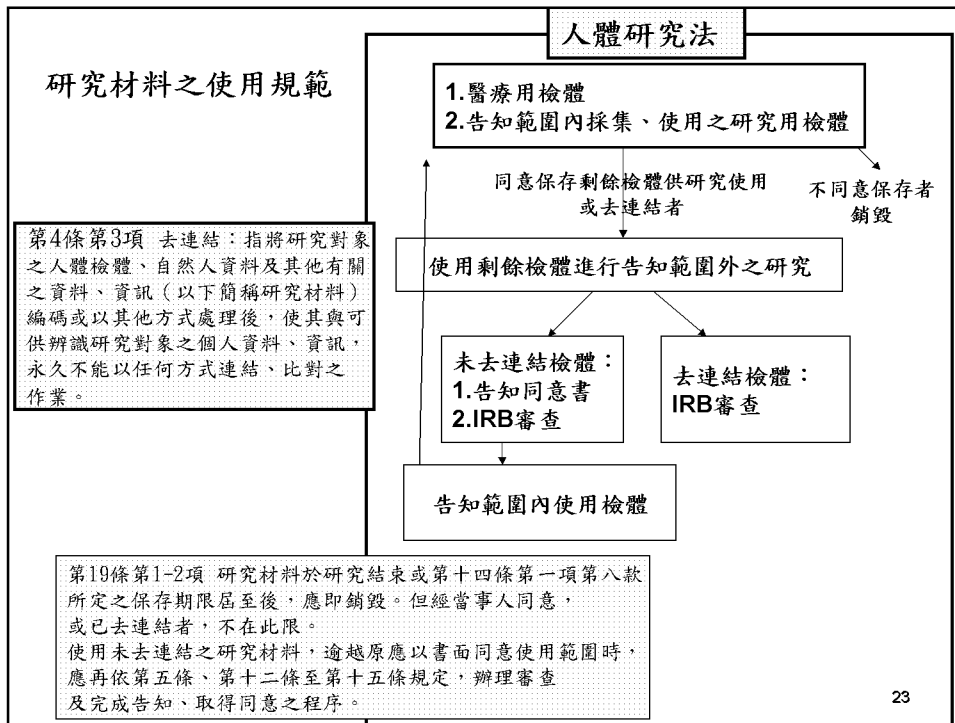 人體研究法
研究材料之使用規範
1.醫療用檢體
2.告知範圍內採集、使用之研究用檢體
同意保存剩餘檢體供研究使用
或去連結者
不同意保存者
銷毀
第4條第3項 去連結：指將研究對象
之人體檢體、自然人資料及其他有關
之資料、資訊（以下簡稱研究材料）
編碼或以其他方式處理後，使其與可
供辨識研究對象之個人資料、資訊，
永久不能以任何方式連結、比對之
作業。
使用剩餘檢體進行告知範圍外之研究
未去連結檢體：
1.告知同意書
2.IRB審查
去連結檢體：
IRB審查
告知範圍內使用檢體
第19條第1-2項 研究材料於研究結束或第十四條第一項第八款
所定之保存期限屆至後，應即銷毀。但經當事人同意，
或已去連結者，不在此限。
使用未去連結之研究材料，逾越原應以書面同意使用範圍時，
應再依第五條、第十二條至第十五條規定，辦理審查
及完成告知、取得同意之程序。
23